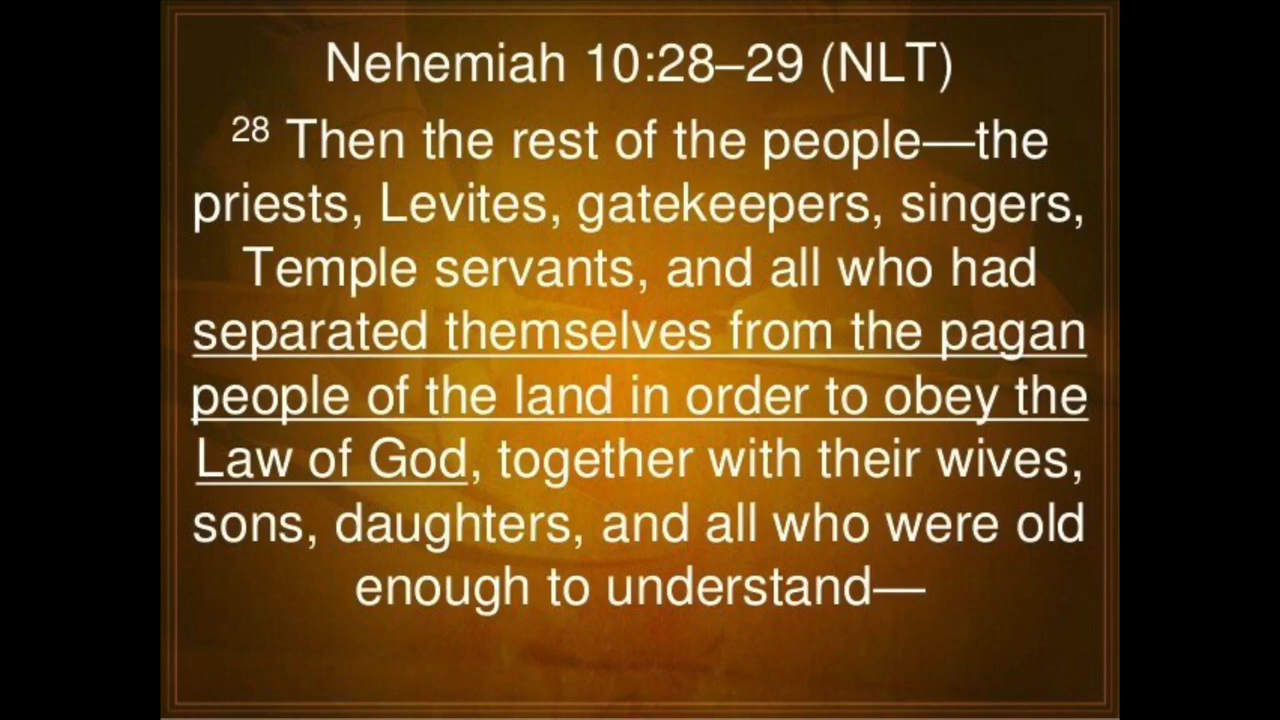 Nehemiah 10:28–29 (NLT)
28 Then the rest of the people—the
priests, Levites, gatekeepers, singers,
Temple servants, and all who had
separated themselves from the pagan
people of the land in order to obey the
Law of God, together with their wives,
sons, daughters, and all who were old
enough to understand—